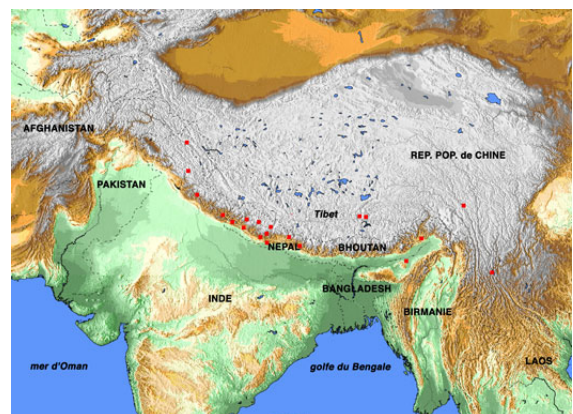 AFGHANISTAN
REP. POP. de CHINE
PAKISTAN
Tibet
NEPAL
BHOUTAN
BANGLADESH
INDE
BIRMANIE
LAOS
mer d'Oman
golfe du Bengale